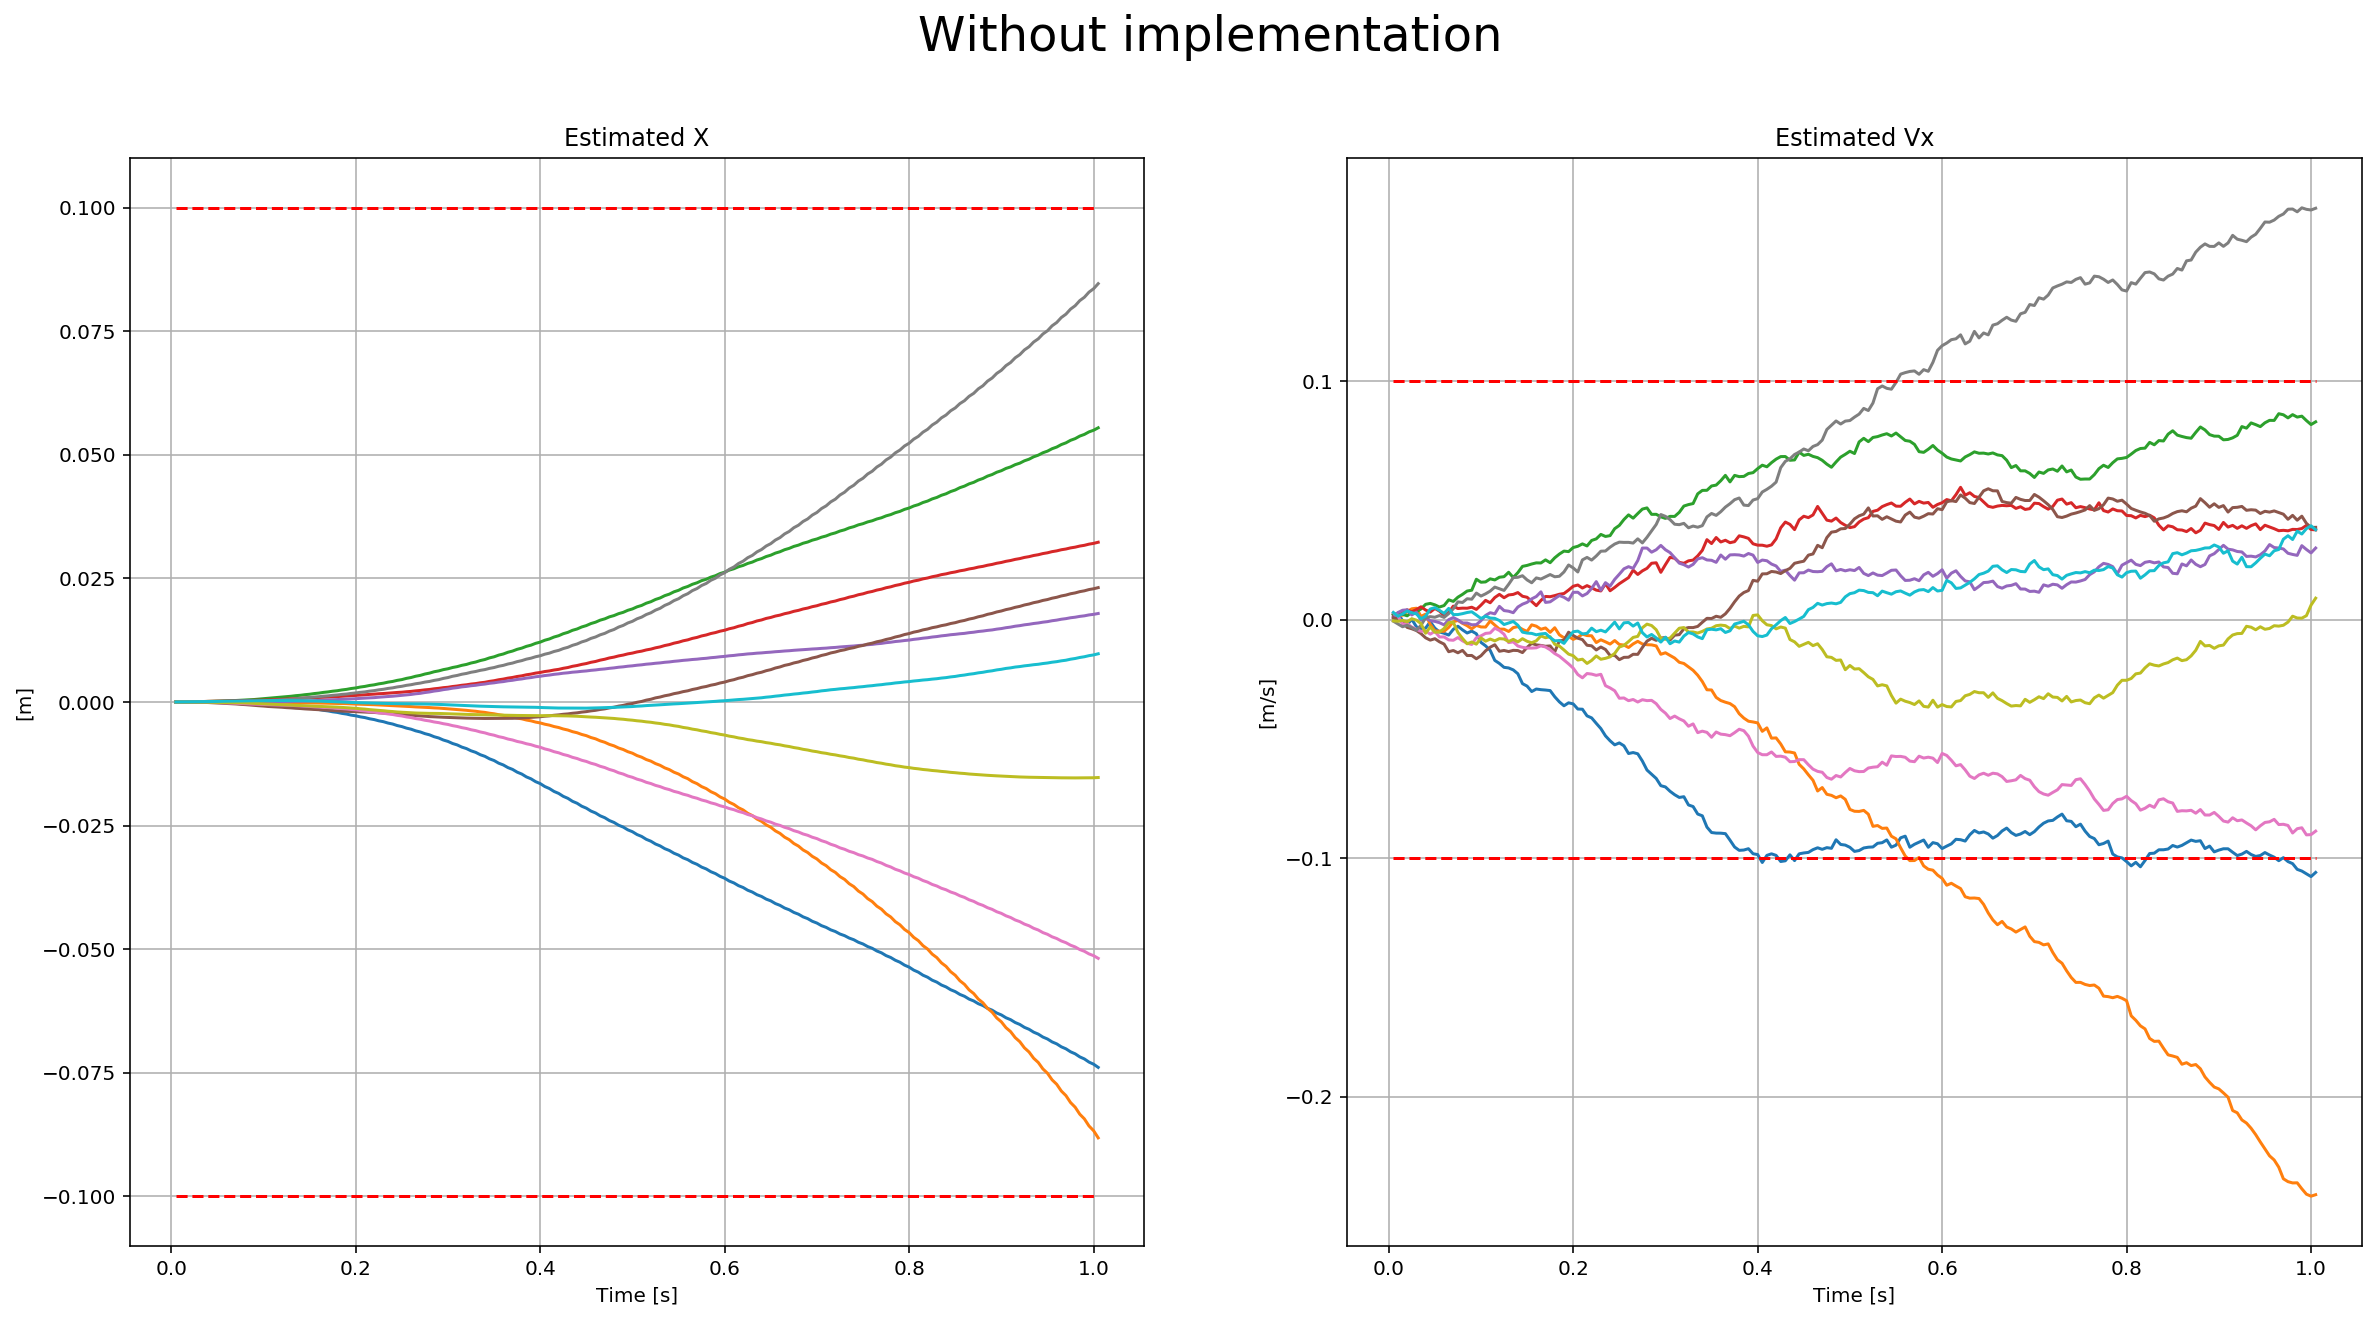 Without implementation
Estimated X
0.100
0.075
0.050
0.025
0.000
−0.025
−0.050
−0.075
−0.100
[m]
0.0 0.2 0.4 0.6 0.8 1.0
Time [s]
Estimated Vx
0.1
0.0
−0.1
−0.2
[m/s]
0.0 0.2 0.4 0.6 0.8 1.0
Time [s]